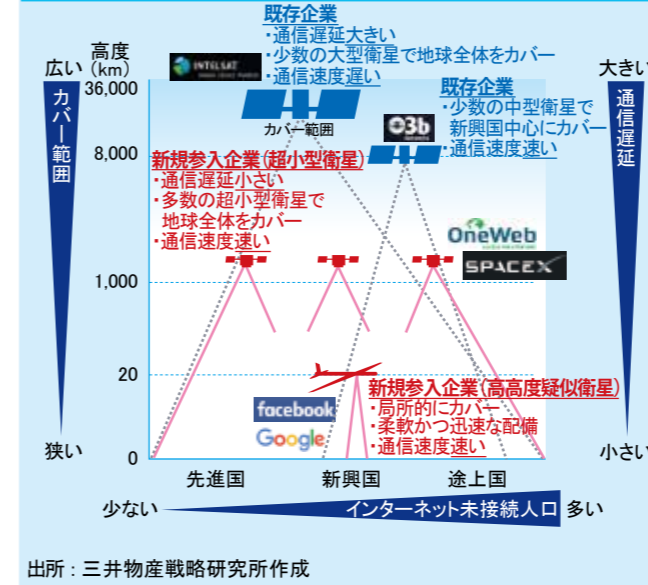 既存企業
・通信遅延大きい
・少数の大型衛星で地球全体をカバー
・通信速度遅い
INTELSAT
高度
(km)
広い
大きい
カバー範囲
通信遅延
36,000
8,000
1,000
20
0
カバー範囲
既存企業
・少数の中型衛星で
新興国中心にカバー
・通信速度速い
O3b
新規参入企業(超小型衛星)
・通信遅延小さい
・多数の超小型衛星で
地球全体をカバー
・通信速度速い
OneWeb
SPACEX
新規参入企業(高高度疑似衛星)
・局所的にカバー
・柔軟かつ迅速な配備
・通信速度速い
facebook
Google
狭い
小さい
先進国
新興国
途上国
少ない
インターネット未接続人口
多い
出所:三井物産戦略研究所作成